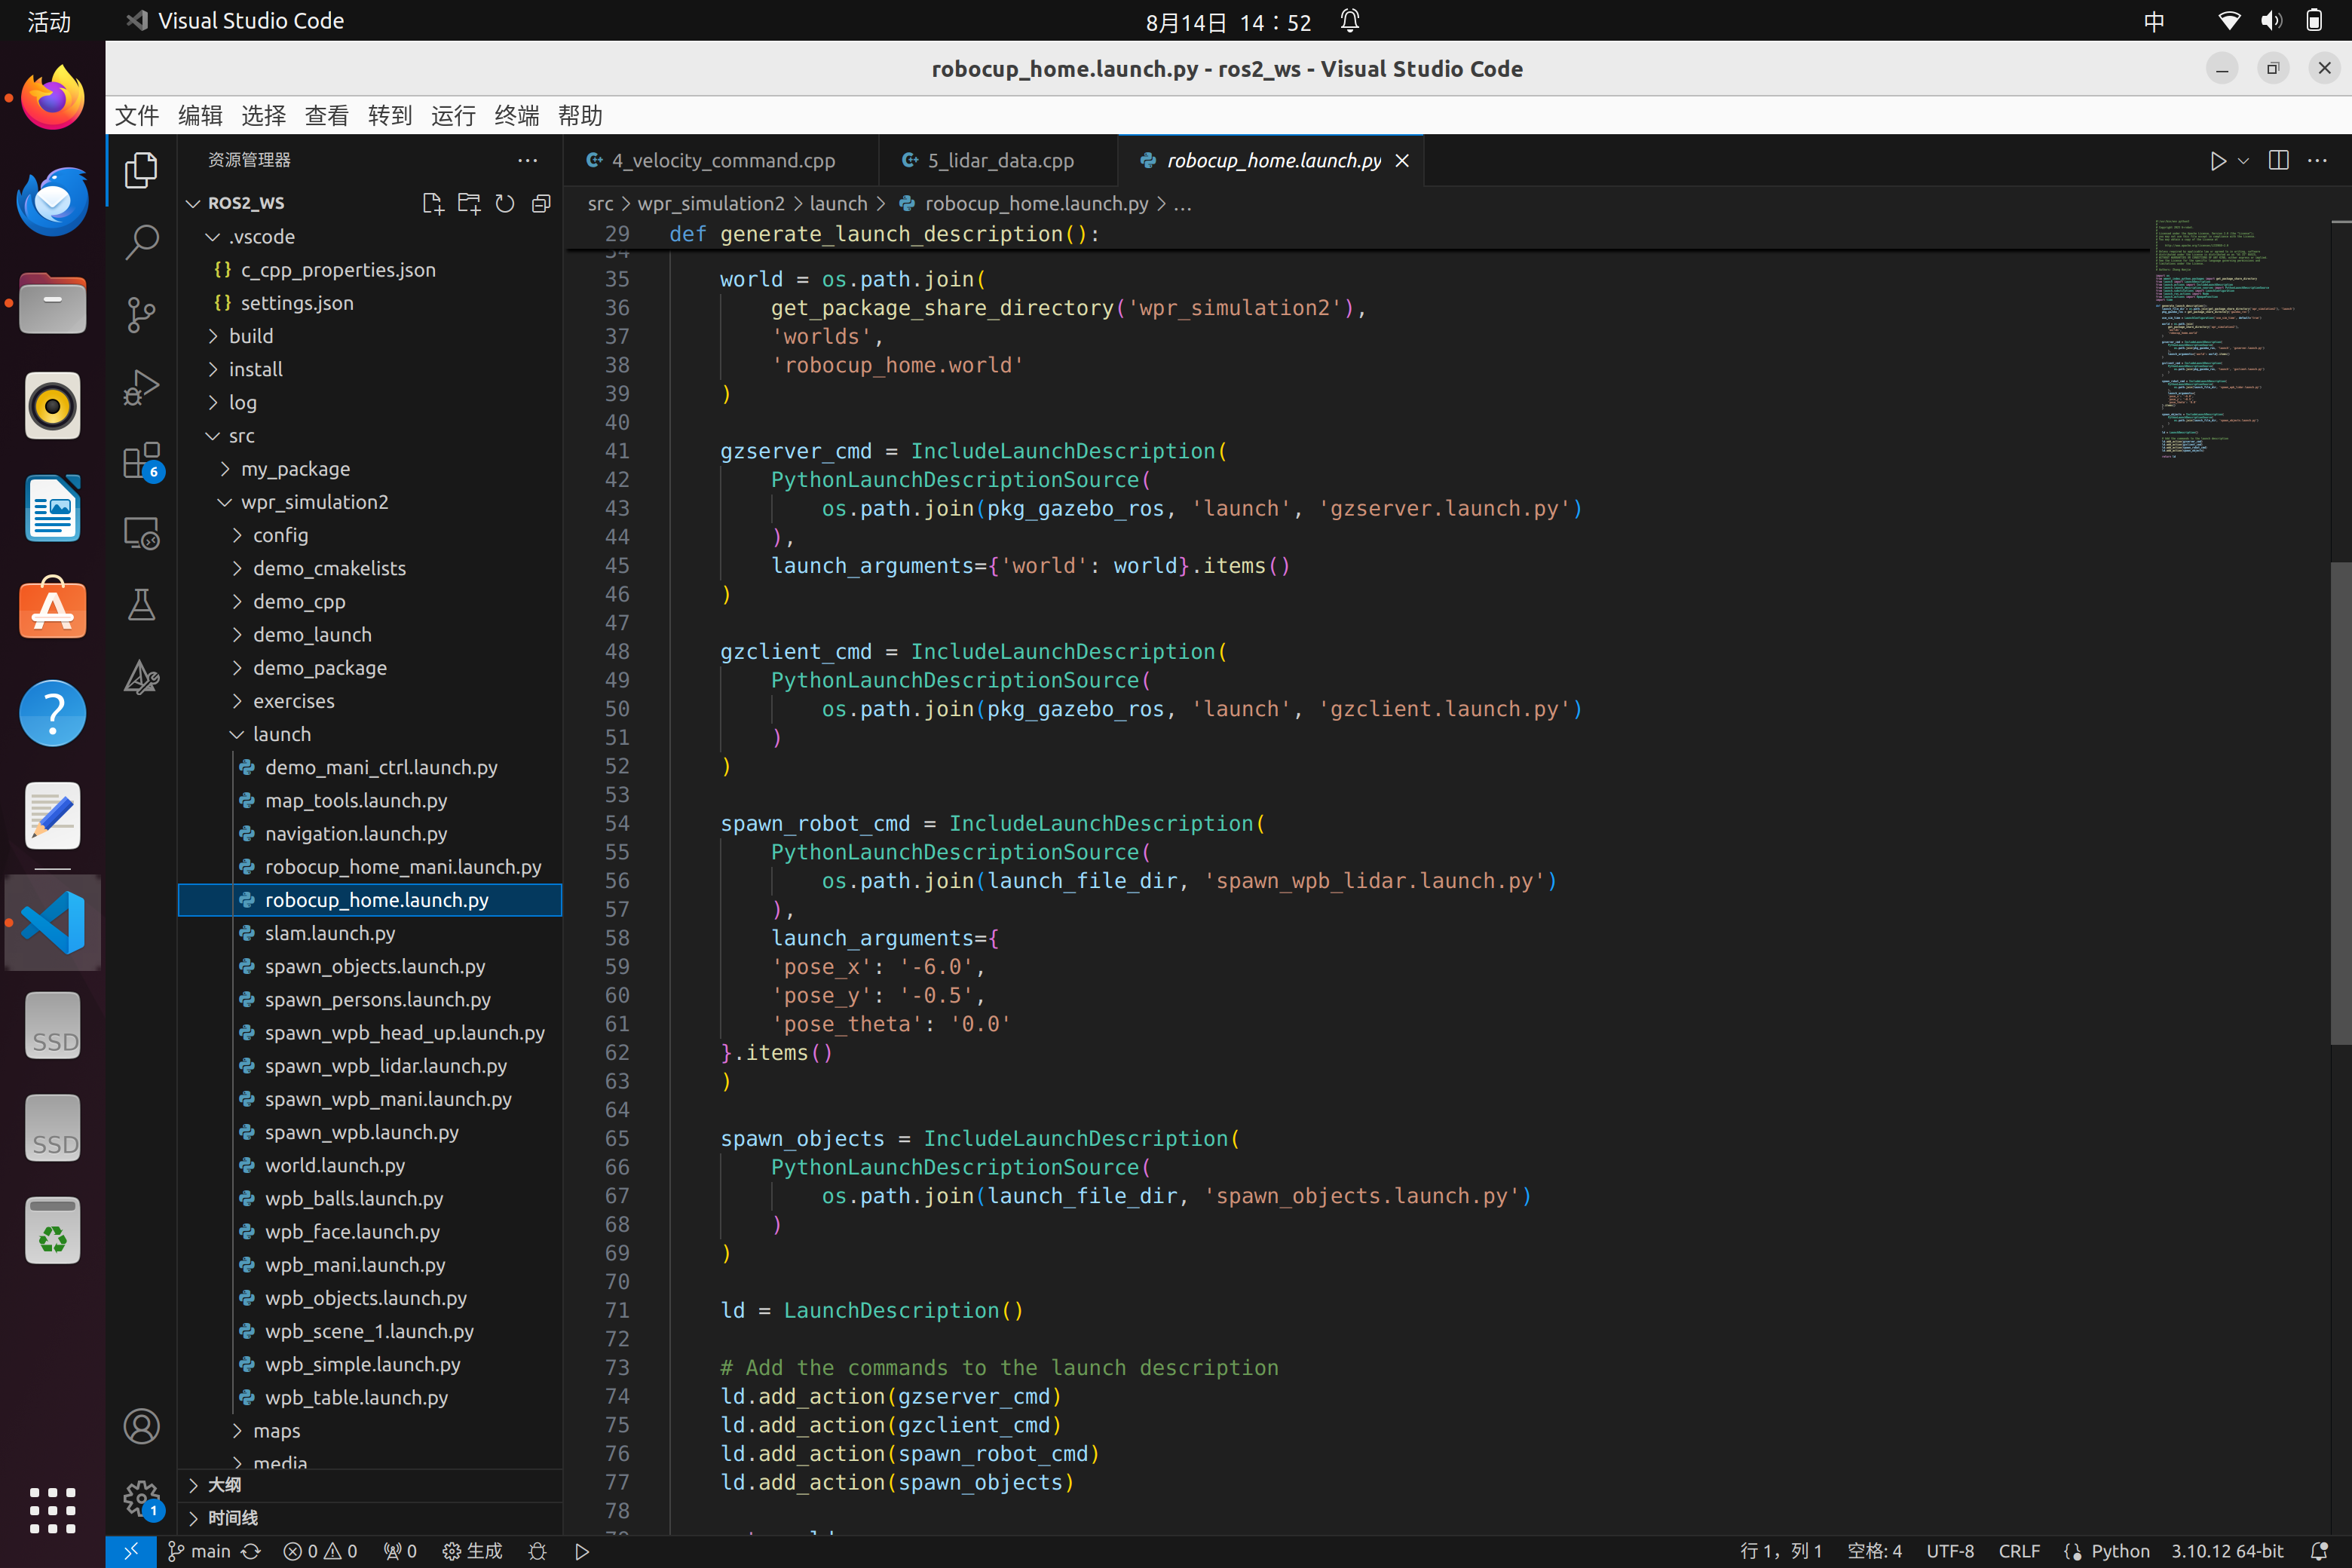 活动
Visual Studio Code
8月14日 14：52
中
robocup_home.launch.py - ros2_ws - Visual Studio Code
文件 编辑 选择 查看 转到 运行 终端 帮助
资源管理器
ROS2_WS
.vscode
{} c_cpp_properties.json
{} settings.json
build
install
log
src
my_package
wpr_simulation2
config
demo_cmakelists
demo_cpp
demo_launch
demo_package
exercises
launch
demo_mani_ctrl.launch.py
map_tools.launch.py
navigation.launch.py
robocup_home_mani.launch.py
robocup_home.launch.py
slam.launch.py
spawn_objects.launch.py
spawn_persons.launch.py
spawn_wpb_head_up.launch.py
spawn_wpb_lidar.launch.py
spawn_wpb_mani.launch.py
spawn_wpb.launch.py
world.launch.py
wpb_balls.launch.py
wpb_face.launch.py
wpb_mani.launch.py
wpb_objects.launch.py
wpb_scene_1.launch.py
wpb_simple.launch.py
wpb_table.launch.py
maps
media
大纲
时间线
6
1
SSD
SSD
4_velocity_command.cpp
5_lidar_data.cpp
robocup_home.launch.py
src > wpr_simulation2 > launch > robocup_home.launch.py > ...
29 def generate_launch_description():
34
35 world = os.path.join(
36 get_package_share_directory('wpr_simulation2'),
37 'worlds',
38 'robocup_home.world'
39 )
40
41 gzserver_cmd = IncludeLaunchDescription(
42 PythonLaunchDescriptionSource(
43 os.path.join(pkg_gazebo_ros, 'launch', 'gzserver.launch.py')
44 ),
45 launch_arguments={'world': world}.items()
46 )
47
48 gzclient_cmd = IncludeLaunchDescription(
49 PythonLaunchDescriptionSource(
50 os.path.join(pkg_gazebo_ros, 'launch', 'gzclient.launch.py')
51 )
52 )
53
54 spawn_robot_cmd = IncludeLaunchDescription(
55 PythonLaunchDescriptionSource(
56 os.path.join(launch_file_dir, 'spawn_wpb_lidar.launch.py')
57 ),
58 launch_arguments={
59 'pose_x': '-6.0',
60 'pose_y': '-0.5',
61 'pose_theta': '0.0'
62 }.items()
63 )
64
65 spawn_objects = IncludeLaunchDescription(
66 PythonLaunchDescriptionSource(
67 os.path.join(launch_file_dir, 'spawn_objects.launch.py')
68 )
69 )
70
71 ld = LaunchDescription()
72
73 # Add the commands to the launch description
74 ld.add_action(gzserver_cmd)
75 ld.add_action(gzclient_cmd)
76 ld.add_action(spawn_robot_cmd)
77 ld.add_action(spawn_objects)
78
main 0 0 0 生成 行 1，列 1 空格: 4 UTF-8 CRLF Python 3.10.12 64-bit